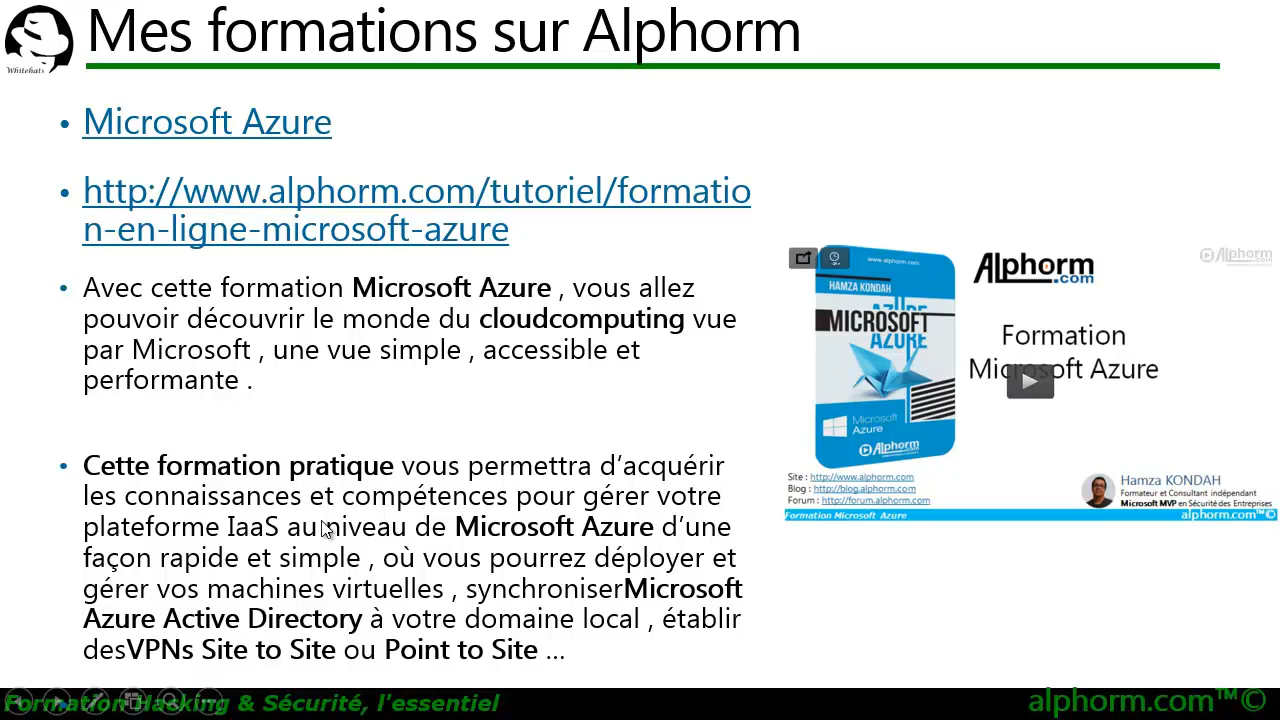 Mes formations sur Alphorm
Whitehats
• Microsoft Azure
• http://www.alphorm.com/tutoriel/formatio
n-en-ligne-microsoft-azure
• Avec cette formation Microsoft Azure , vous allez
pouvoir découvrir le monde du cloudcomputing vue
par Microsoft , une vue simple , accessible et
performante .
• Cette formation pratique vous permettra d’acquérir
les connaissances et compétences pour gérer votre
plateforme IaaS au niveau de Microsoft Azure d’une
façon rapide et simple , où vous pourrez déployer et
gérer vos machines virtuelles , synchroniserMicrosoft
Azure Active Directory à votre domaine local , établir
desVPNs Site to Site ou Point to Site ...
www.alphorm.com
HAMZA KONDAH
AZURE
MICROSOFT
AZURE
Microsoft
Azure
Alphorm
Alphorm
.com
Alphorm
Formation
Microsoft Azure
Site : http://www.alphorm.com
Blog : http://blog.alphorm.com
Forum : http://forum.alphorm.com
Hamza KONDAH
Formateur et Consultant indépendant
Microsoft MVP en Sécurité des Entreprises
Formation Microsoft Azure
alphorm.com™©
Formation Hacking & Sécurité, l'essentiel
alphorm.com™©